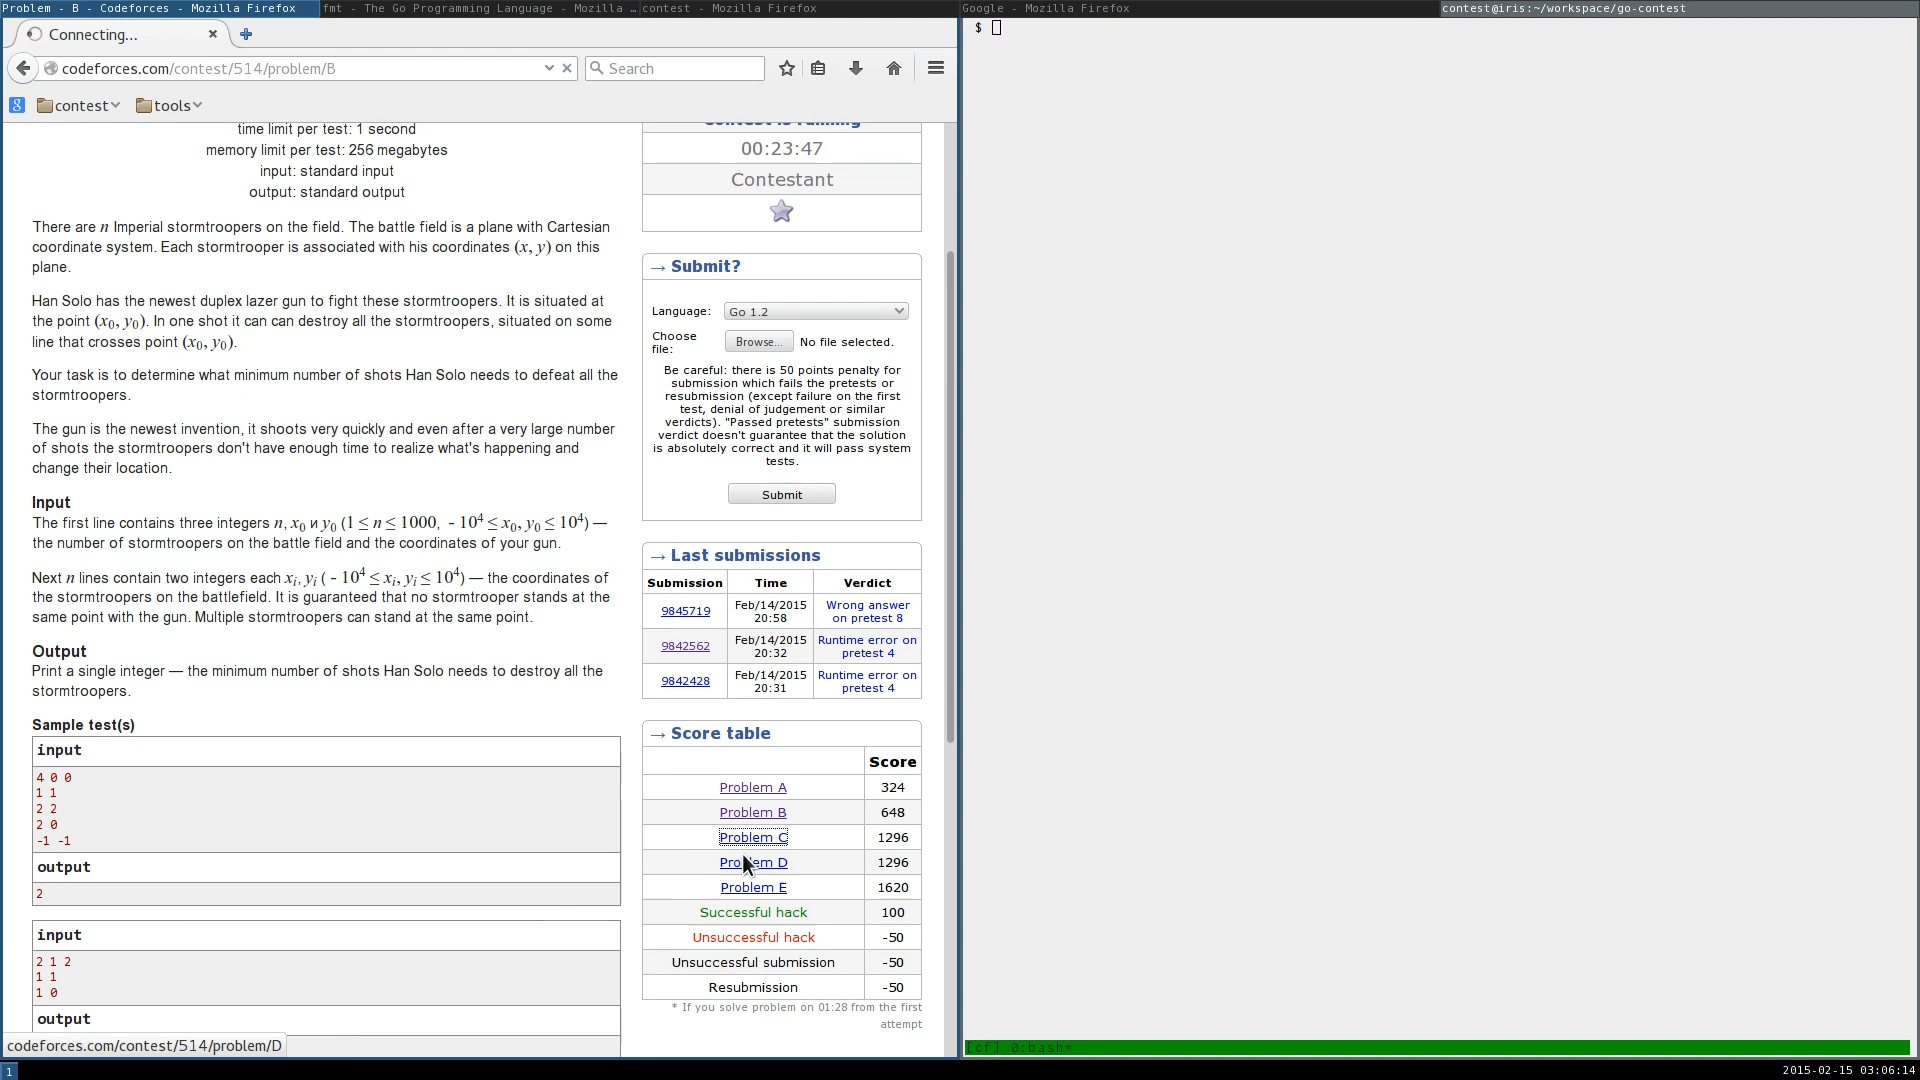 Problem - B - Codeforces - Mozilla Firefox
fmt - The Go Programming Language - Mozilla …
contest - Mozilla Firefox
Google - Mozilla Firefox
contest@iris:~/workspace/go-contest
Connecting...
codeforces.com/contest/514/problem/B
Search
contest
tools
time limit per test: 1 second
memory limit per test: 256 megabytes
input: standard input
output: standard output
There are n Imperial stormtroopers on the field. The battle field is a plane with Cartesian
coordinate system. Each stormtrooper is associated with his coordinates (x, y) on this
plane.
Han Solo has the newest duplex lazer gun to fight these stormtroopers. It is situated at
the point (x0, y0). In one shot it can can destroy all the stormtroopers, situated on some
line that crosses point (x0, y0).
Your task is to determine what minimum number of shots Han Solo needs to defeat all the
stormtroopers.
The gun is the newest invention, it shoots very quickly and even after a very large number
of shots the stormtroopers don't have enough time to realize what's happening and
change their location.
Input
The first line contains three integers n, x0 и y0 (1 ≤ n ≤ 1000, - 10^4 ≤ x0, y0 ≤ 10^4) —
the number of stormtroopers on the battle field and the coordinates of your gun.
Next n lines contain two integers each xi, yi ( - 10^4 ≤ xi, yi ≤ 10^4) — the coordinates of
the stormtroopers on the battlefield. It is guaranteed that no stormtrooper stands at the
same point with the gun. Multiple stormtroopers can stand at the same point.
Output
Print a single integer — the minimum number of shots Han Solo needs to destroy all the
stormtroopers.
Sample test(s)
input
4 0 0
1 1
2 2
2 0
-1 -1
output
2
input
2 1 2
1 1
1 0
output
codeforces.com/contest/514/problem/D
Contest is running
00:23:47
Contestant
→ Submit?
Language: Go 1.2
Choose file: Browse... No file selected.
Be careful: there is 50 points penalty for
submission which fails the pretests or
resubmission (except failure on the first
test, denial of judgement or similar
verdicts). "Passed pretests" submission
verdict doesn't guarantee that the solution
is absolutely correct and it will pass system
tests.
Submit
→ Last submissions
Submission Time Verdict
9845719 Feb/14/2015 20:58 Wrong answer on pretest 8
9842562 Feb/14/2015 20:32 Runtime error on pretest 4
9842428 Feb/14/2015 20:31 Runtime error on pretest 4
→ Score table
Score
Problem A 324
Problem B 648
Problem C 1296
Problem D 1296
Problem E 1620
Successful hack 100
Unsuccessful hack -50
Unsuccessful submission -50
Resubmission -50
* If you solve problem on 01:28 from the first
attempt
$
[cf] 0:bash*
1
2015-02-15 03:06:14